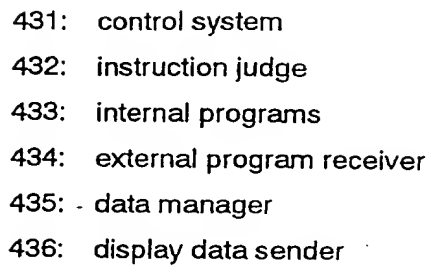 431: control system
432: instruction judge
433: internal programs
434: external program receiver
435: data manager
436: display data sender